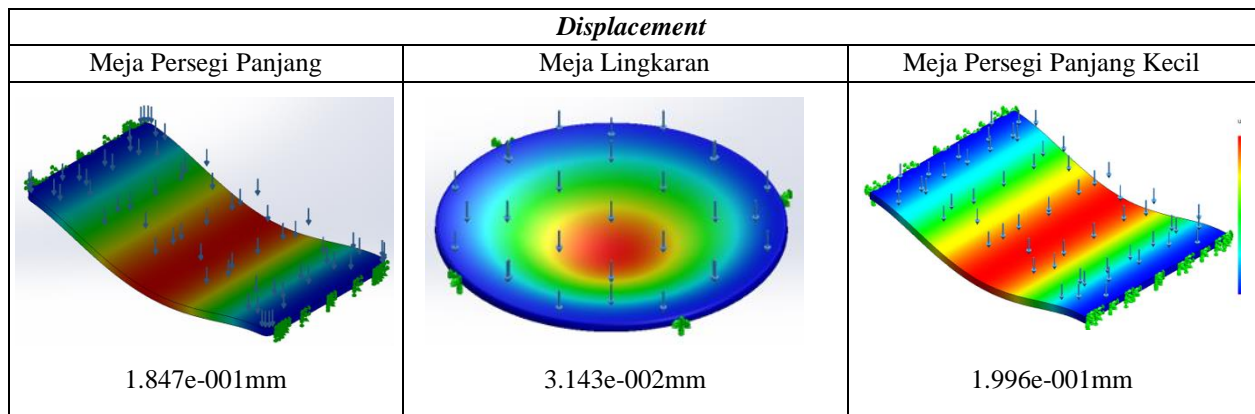 Displacement
Meja Persegi Panjang
Meja Lingkaran
Meja Persegi Panjang Kecil
1.847e-001mm
3.143e-002mm
1.996e-001mm